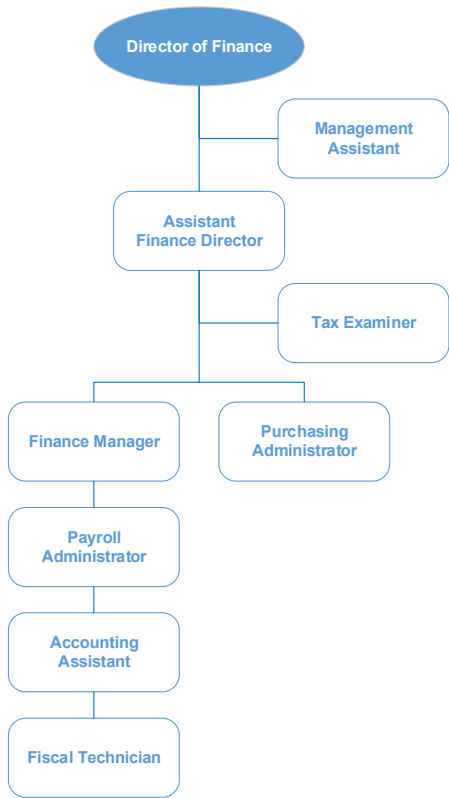 Director of Finance
Management
Assistant
Assistant
Finance Director
Tax Examiner
Finance Manager
Purchasing
Administrator
Payroll
Administrator
Accounting
Assistant
Fiscal Technician